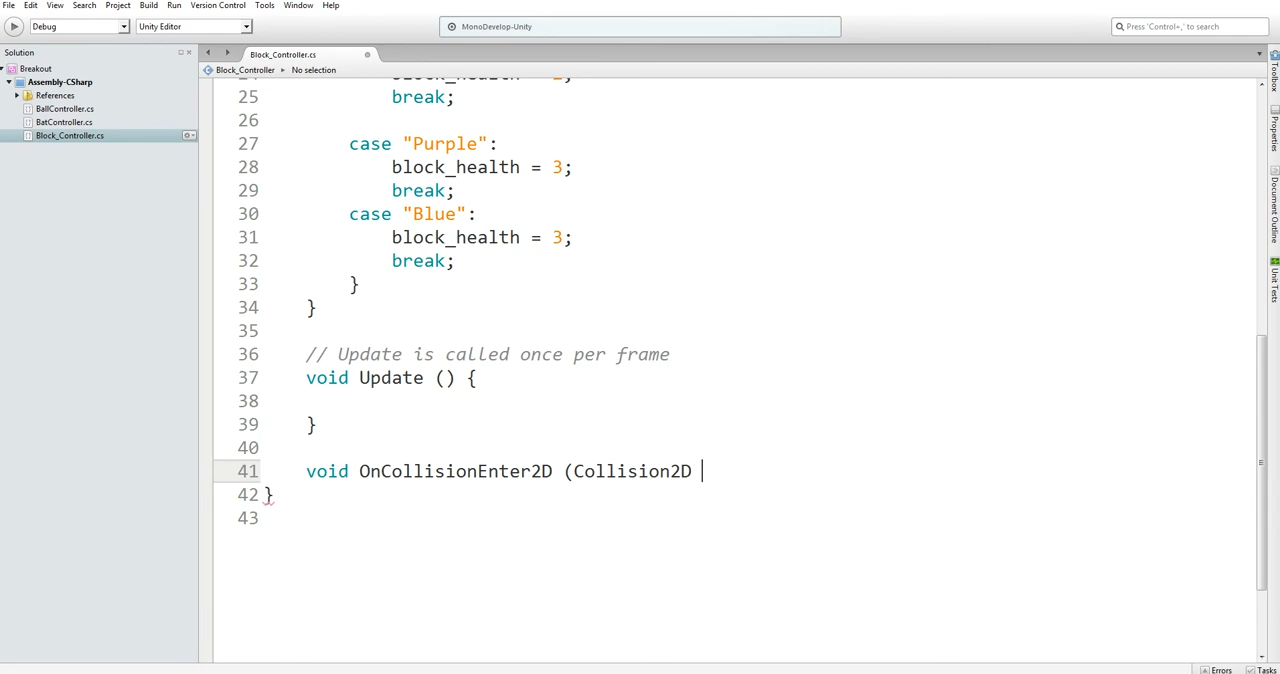 File Edit View Search Project Build Run Version Control Tools Window Help
Debug Unity Editor MonoDevelop-Unity Press 'Control+,' to search
Solution
Breakout
Assembly-CSharp
References
BallController.cs
BatController.cs
Block_Controller.cs
Block_Controller.cs
Block_Controller No selection
25 break;
26
27 case "Purple":
28 block_health = 3;
29 break;
30 case "Blue":
31 block_health = 3;
32 break;
33 }
34 }
35
36 // Update is called once per frame
37 void Update () {
38
39 }
40
41 void OnCollisionEnter2D (Collision2D
42 }
43
Toolbox
Properties
Document Outline
Unit Tests
Errors Tasks